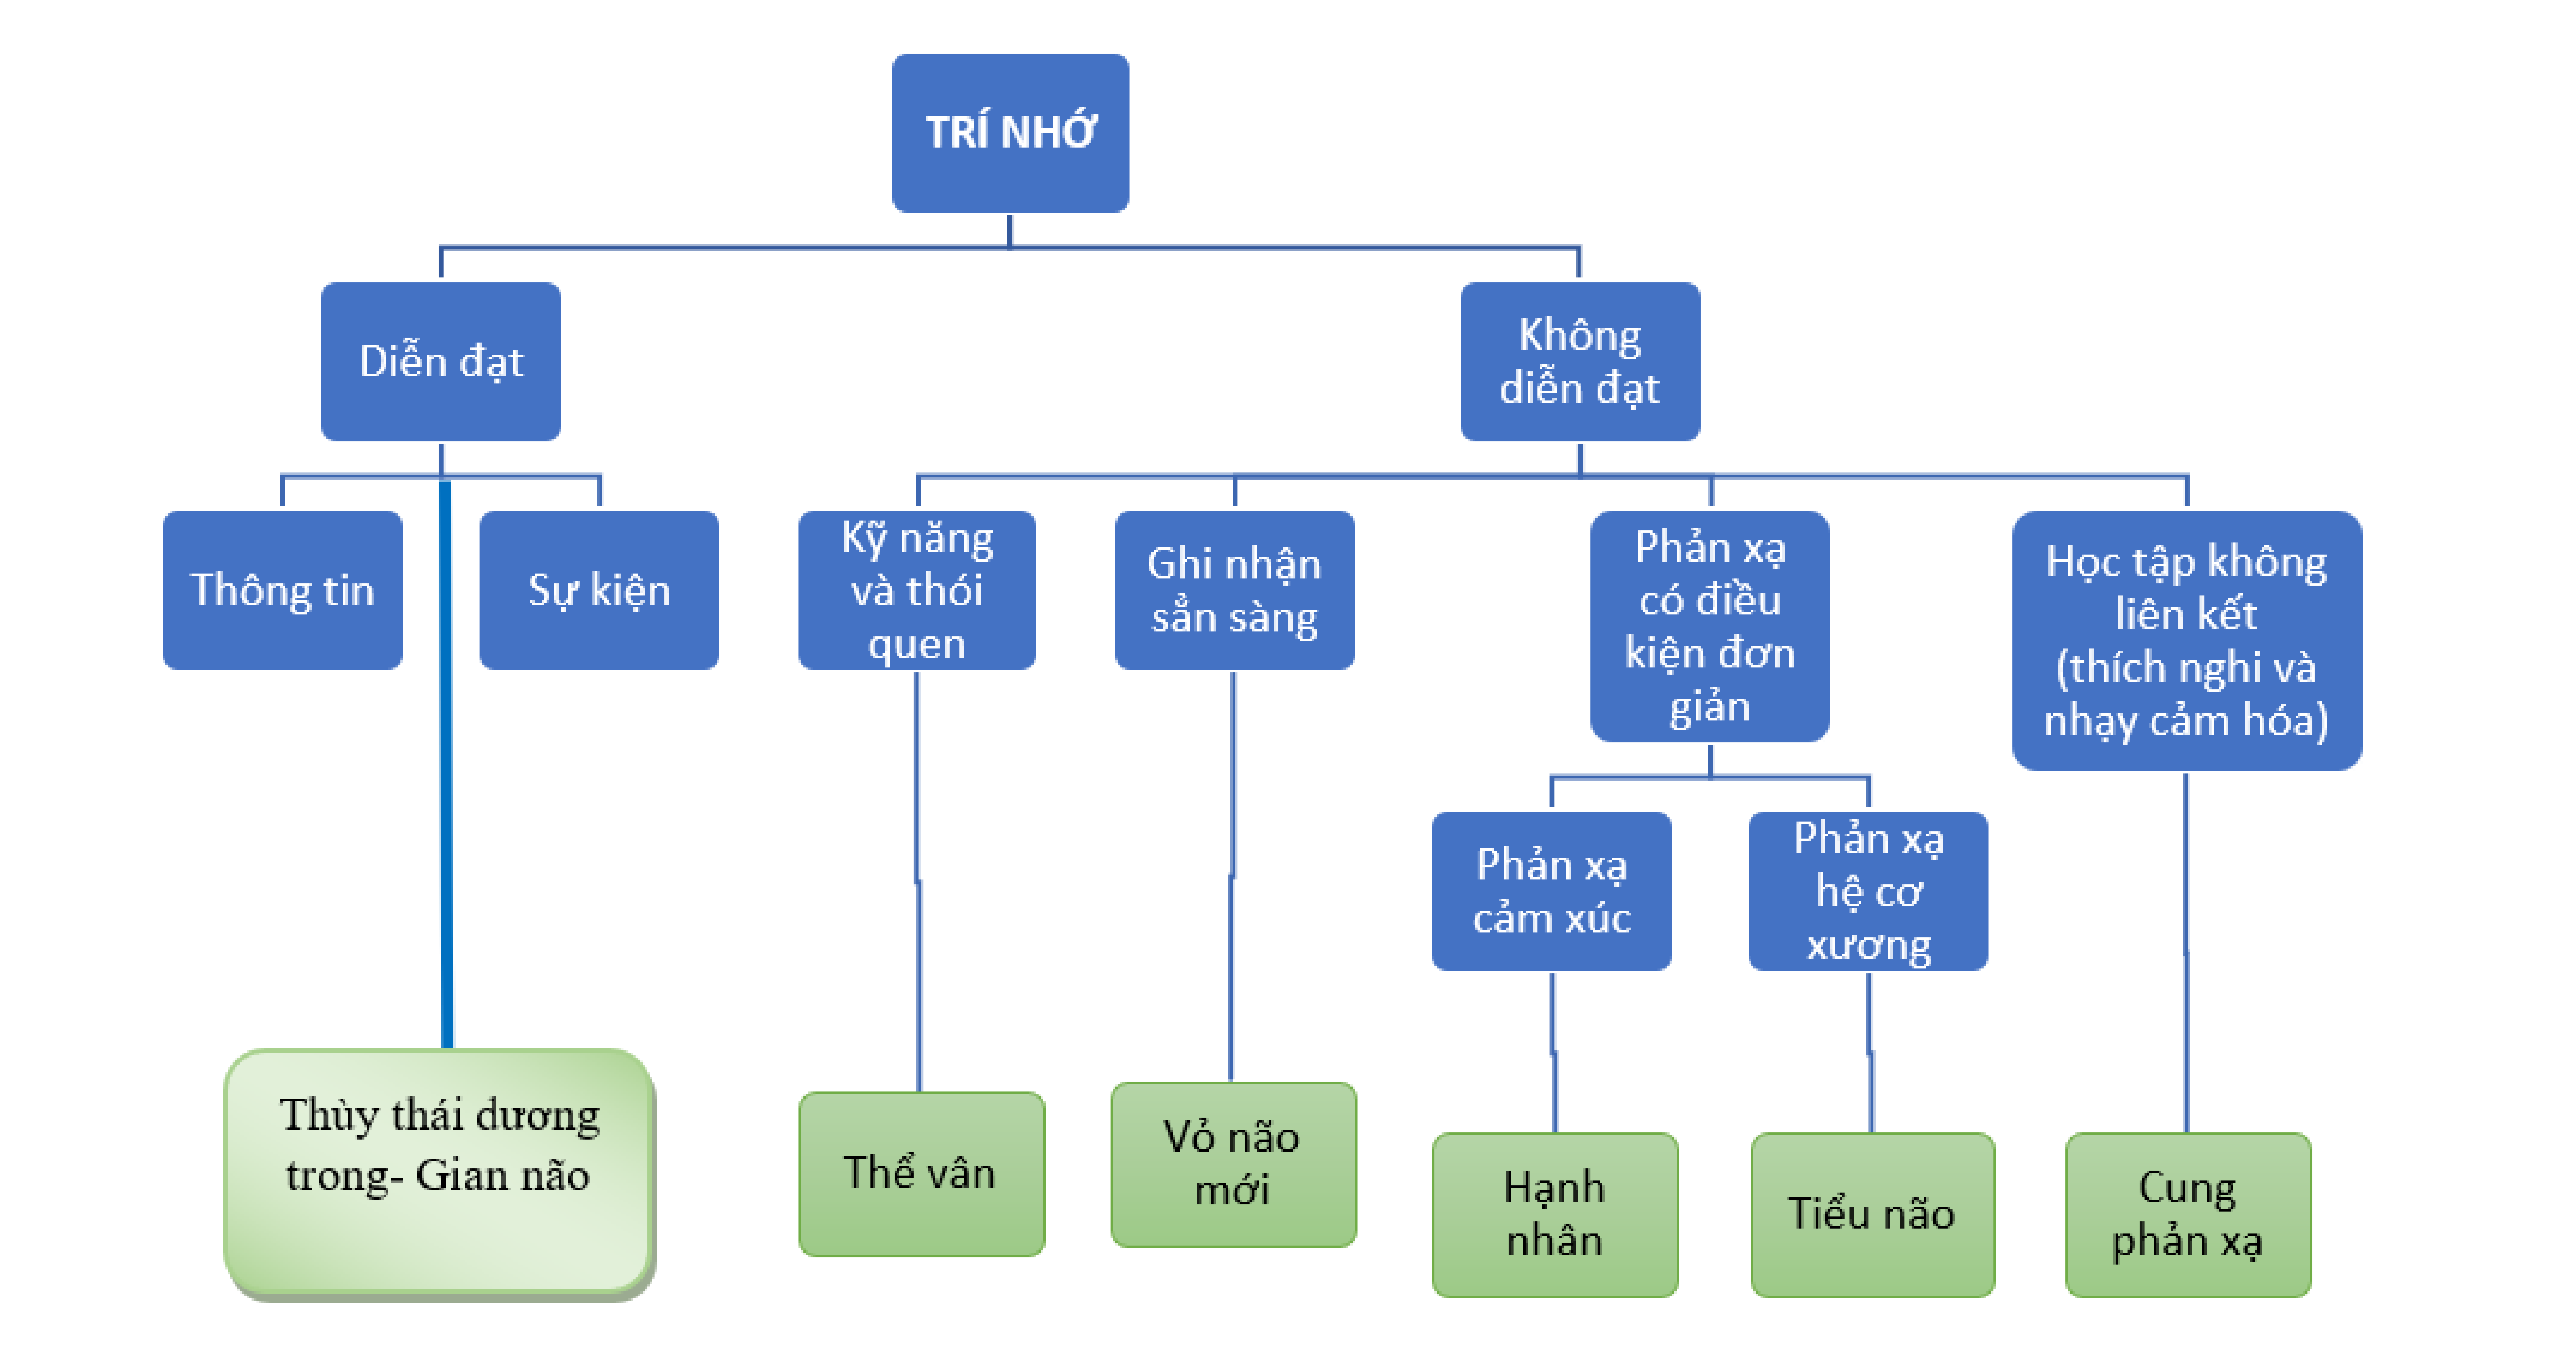 TRÍ NHỚ
Diễn đạt
Không
diễn đạt
Thông tin
Sự kiện
Kỹ năng
và thói
quen
Ghi nhận
sẳn sàng
Phản xạ
có điều
kiện đơn
giản
Học tập không
liên kết
(thích nghi và
nhạy cảm hóa)
Phản xạ
cảm xúc
Phản xạ
hệ cơ
xương
Thùy thái dương
trong- Gian não
Thể vân
Vỏ não
mới
Hạnh
nhân
Tiểu não
Cung
phản xạ